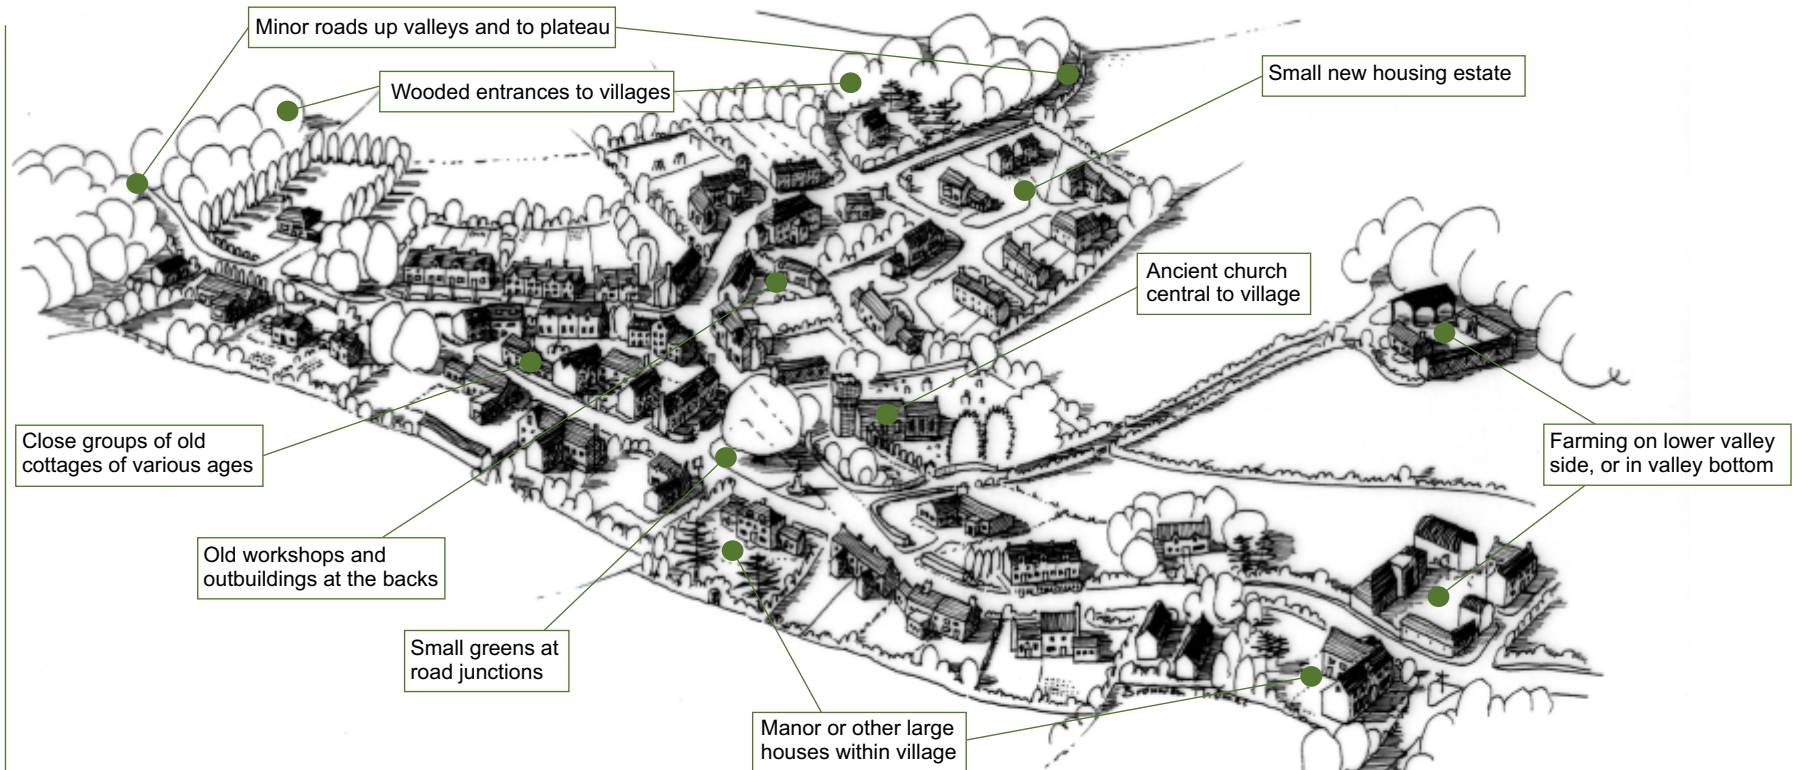 Minor roads up valleys and to plateau
Wooded entrances to villages
Small new housing estate
Ancient church
central to village
Close groups of old
cottages of various ages
Farming on lower valley
side, or in valley bottom
Old workshops and
outbuildings at the backs
Small greens at
road junctions
Manor or other large
houses within village